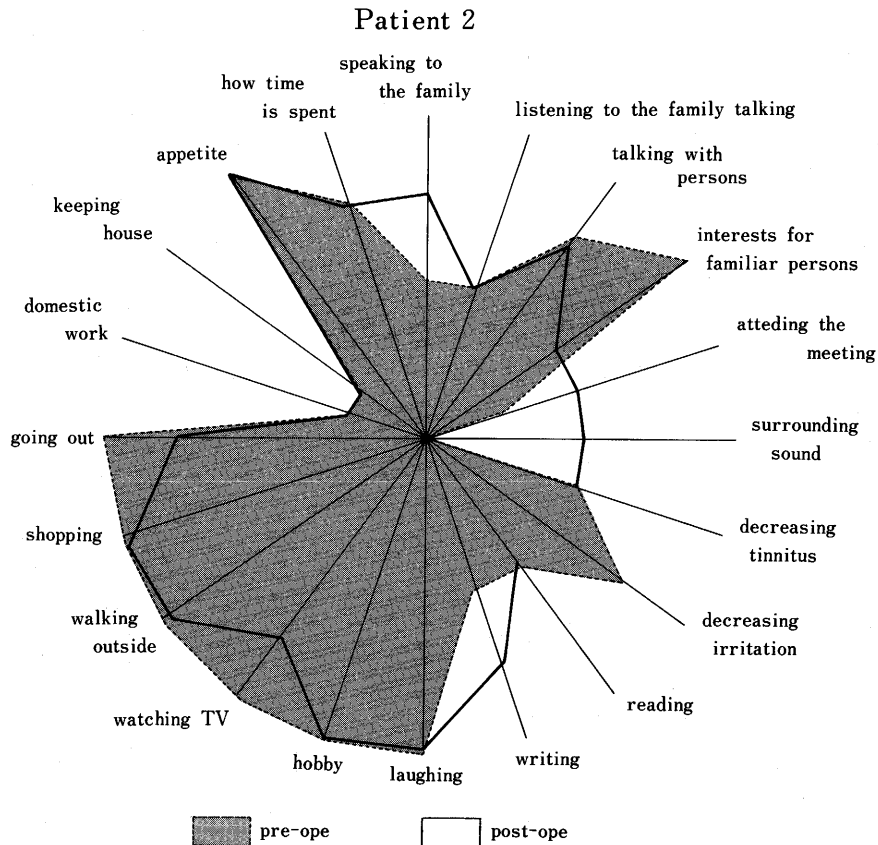 Patient 2
speaking to
the family
how time
is spent
listening to the family talking
appetite
talking with
persons
keeping
house
interests for
familiar persons
domestic
work
atteding the
meeting
going out
surrounding
sound
shopping
decreasing
tinnitus
walking
outside
decreasing
irritation
watching TV
reading
hobby
laughing
writing
pre-ope
post-ope